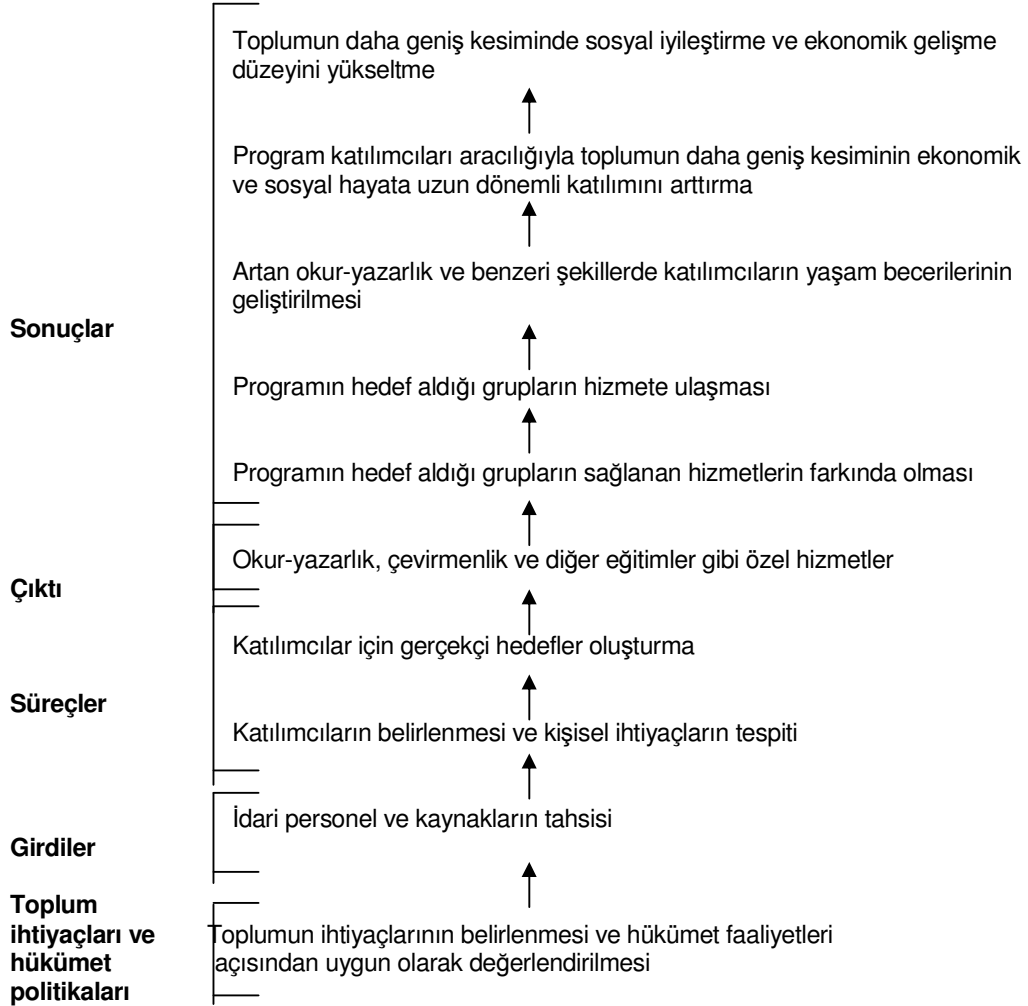 Toplumun daha geniş kesiminde sosyal iyileştirme ve ekonomik gelişme
düzeyini yükseltme
Program katılımcıları aracılığıyla toplumun daha geniş kesiminin ekonomik
ve sosyal hayata uzun dönemli katılımını arttırma
Artan okur-yazarlık ve benzeri şekillerde katılımcıların yaşam becerilerinin
geliştirilmesi
Sonuçlar
Programın hedef aldığı grupların hizmete ulaşması
Programın hedef aldığı grupların sağlanan hizmetlerin farkında olması
Okur-yazarlık, çevirmenlik ve diğer eğitimler gibi özel hizmetler
Çıktı
Katılımcılar için gerçekçi hedefler oluşturma
Süreçler
Katılımcıların belirlenmesi ve kişisel ihtiyaçların tespiti
İdari personel ve kaynakların tahsisi
Girdiler
Toplum
ihtiyaçları ve
hükümet
politikaları
Toplumun ihtiyaçlarının belirlenmesi ve hükümet faaliyetleri
açısından uygun olarak değerlendirilmesi